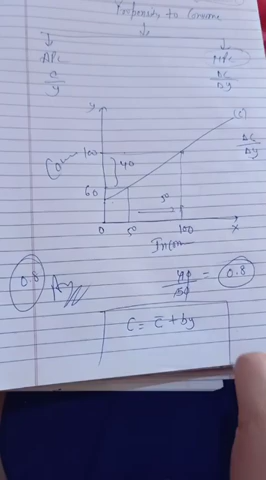 Propensity to Consume
↓ ↓ ↓
APC MPC
C/Y ΔC/ΔY
y (C)
ΔC/ΔY
100
40
60
50
0 50 100 x
0.8 40/50 = 0.8
C = C̄ + by